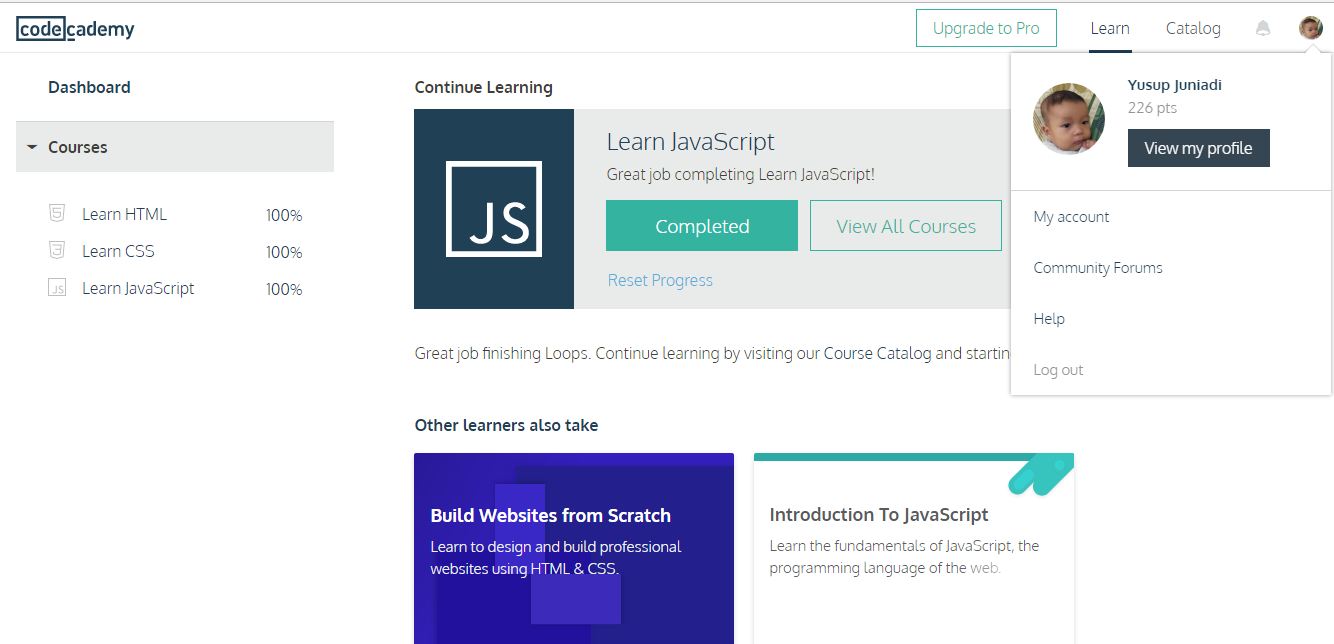 codecademy
Upgrade to Pro
Learn
Catalog
Dashboard
Courses
Learn HTML 100%
Learn CSS 100%
Learn JavaScript 100%
Continue Learning
JS
Learn JavaScript
Great job completing Learn JavaScript!
Completed
View All Courses
Reset Progress
Great job finishing Loops. Continue learning by visiting our Course Catalog and startin
Yusup Juniadi
226 pts
View my profile
My account
Community Forums
Help
Log out
Other learners also take
Build Websites from Scratch
Learn to design and build professional
websites using HTML & CSS.
Introduction To JavaScript
Learn the fundamentals of JavaScript, the
programming language of the web.